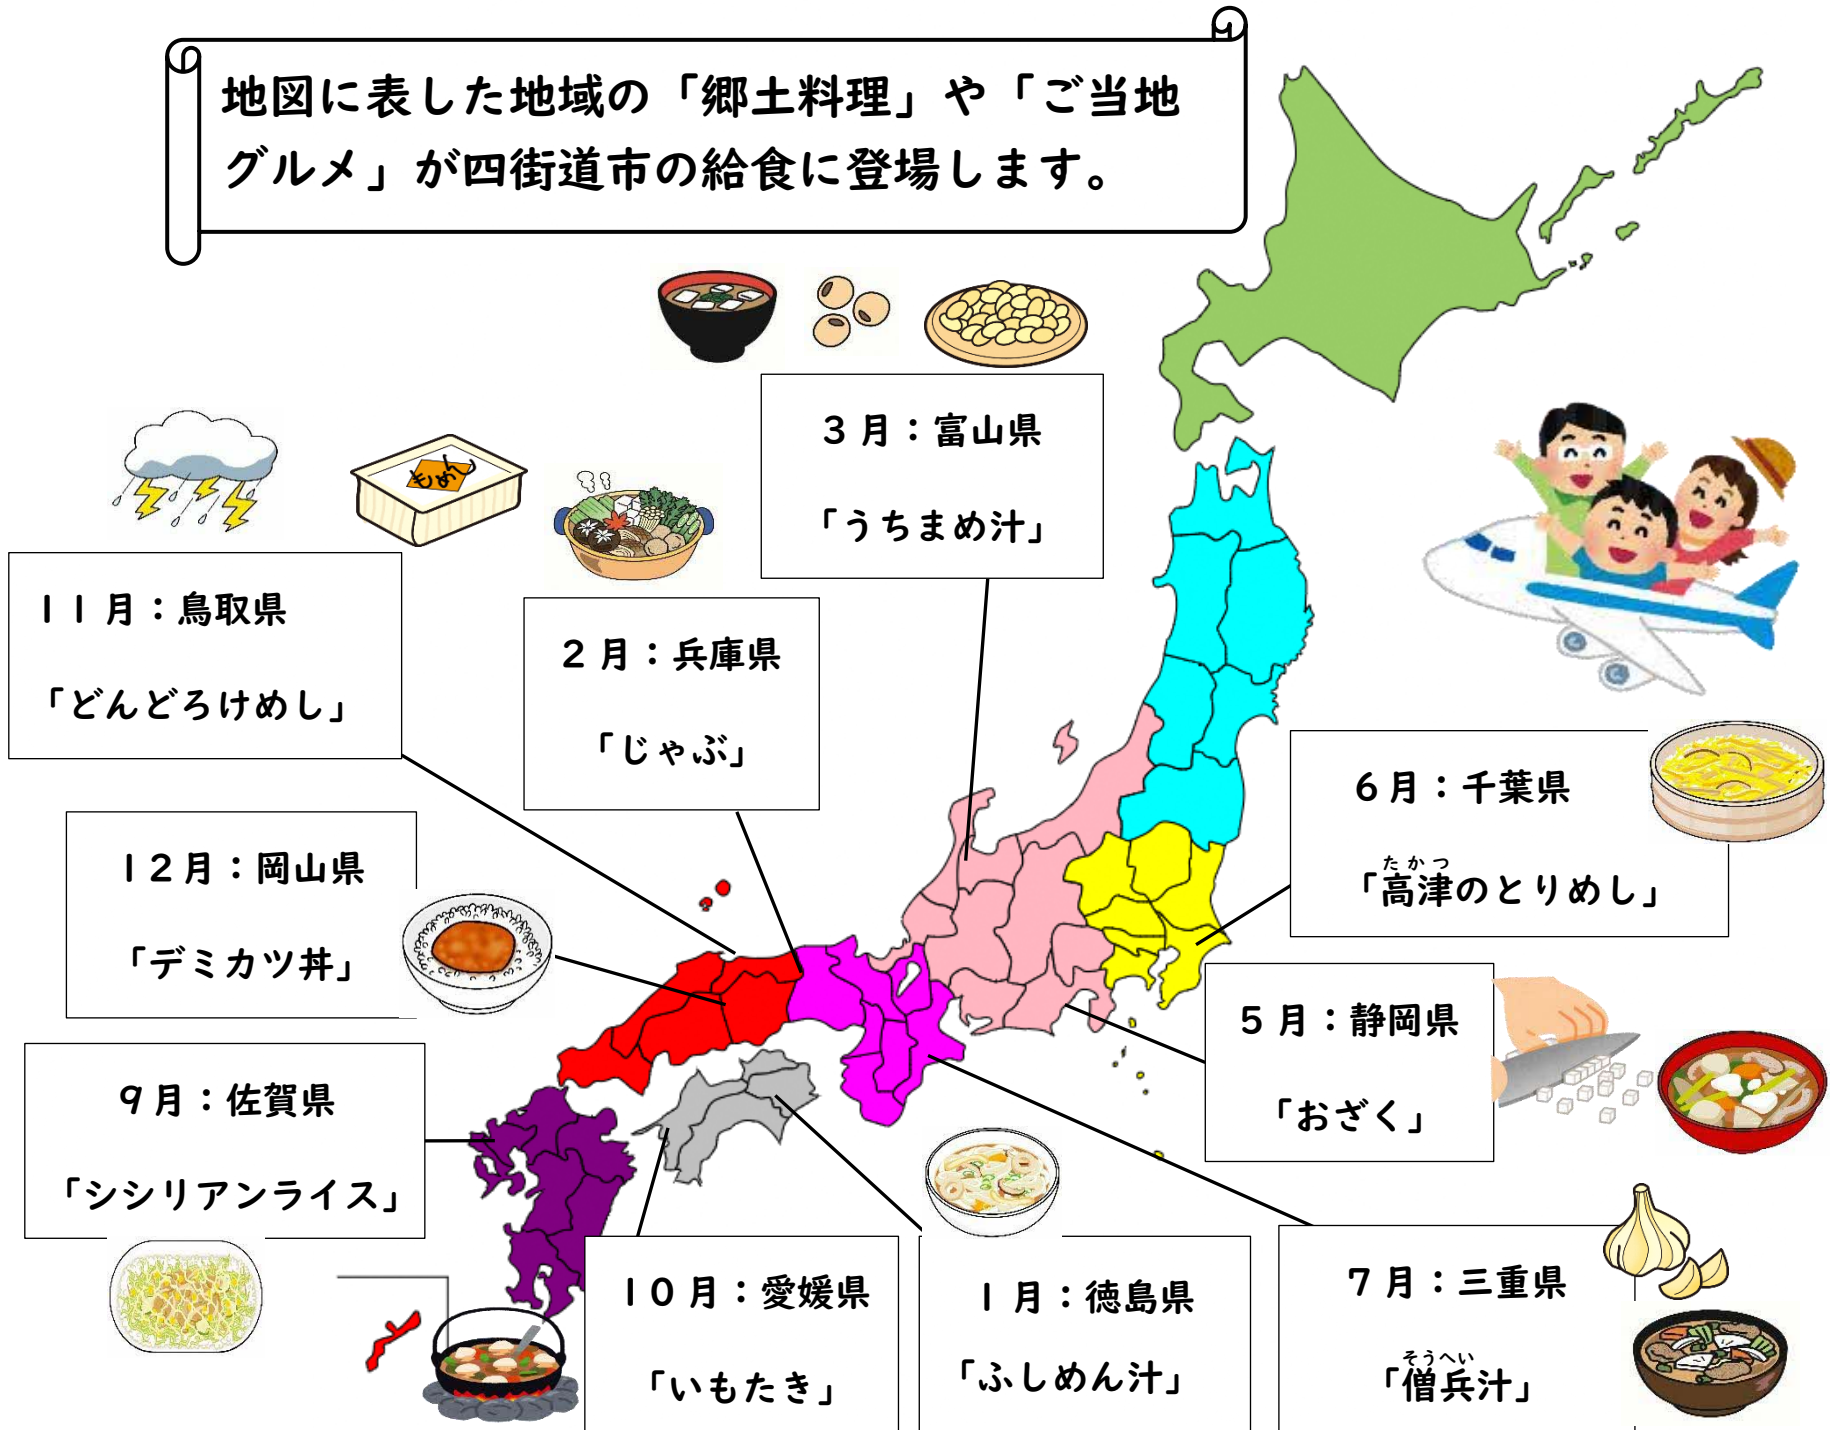 地図に表した地域の「郷土料理」や「ご当地
グルメ」が四街道市の給食に登場します。
3月：富山県
「うちまめ汁」
もめん
11月：鳥取県
「どんどろけめし」
2月：兵庫県
「じゃぶ」
6月：千葉県
たかつ
「高津のとりめし」
12月：岡山県
「デミカツ丼」
5月：静岡県
「おざく」
9月：佐賀県
「シシリアンライス」
10月：愛媛県
「いもたき」
1月：徳島県
「ふしめん汁」
7月：三重県
そうへい
「僧兵汁」